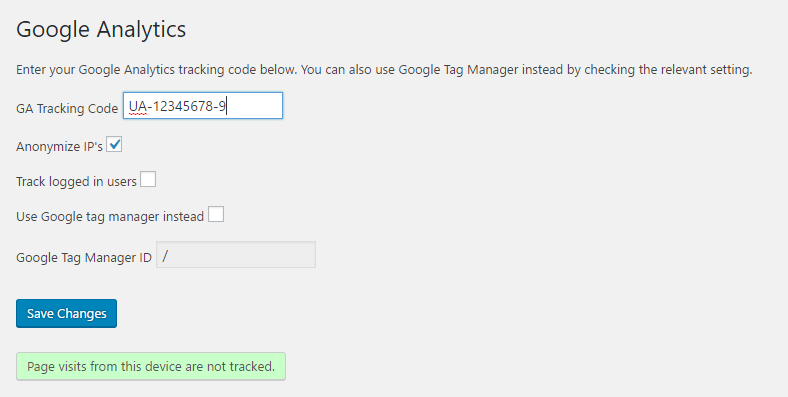 Google Analytics
Enter your Google Analytics tracking code below. You can also use Google Tag Manager instead by checking the relevant setting.
GA Tracking Code UA-12345678-9
Anonymize IP's
Track logged in users
Use Google tag manager instead
Google Tag Manager ID /
Save Changes
Page visits from this device are not tracked.